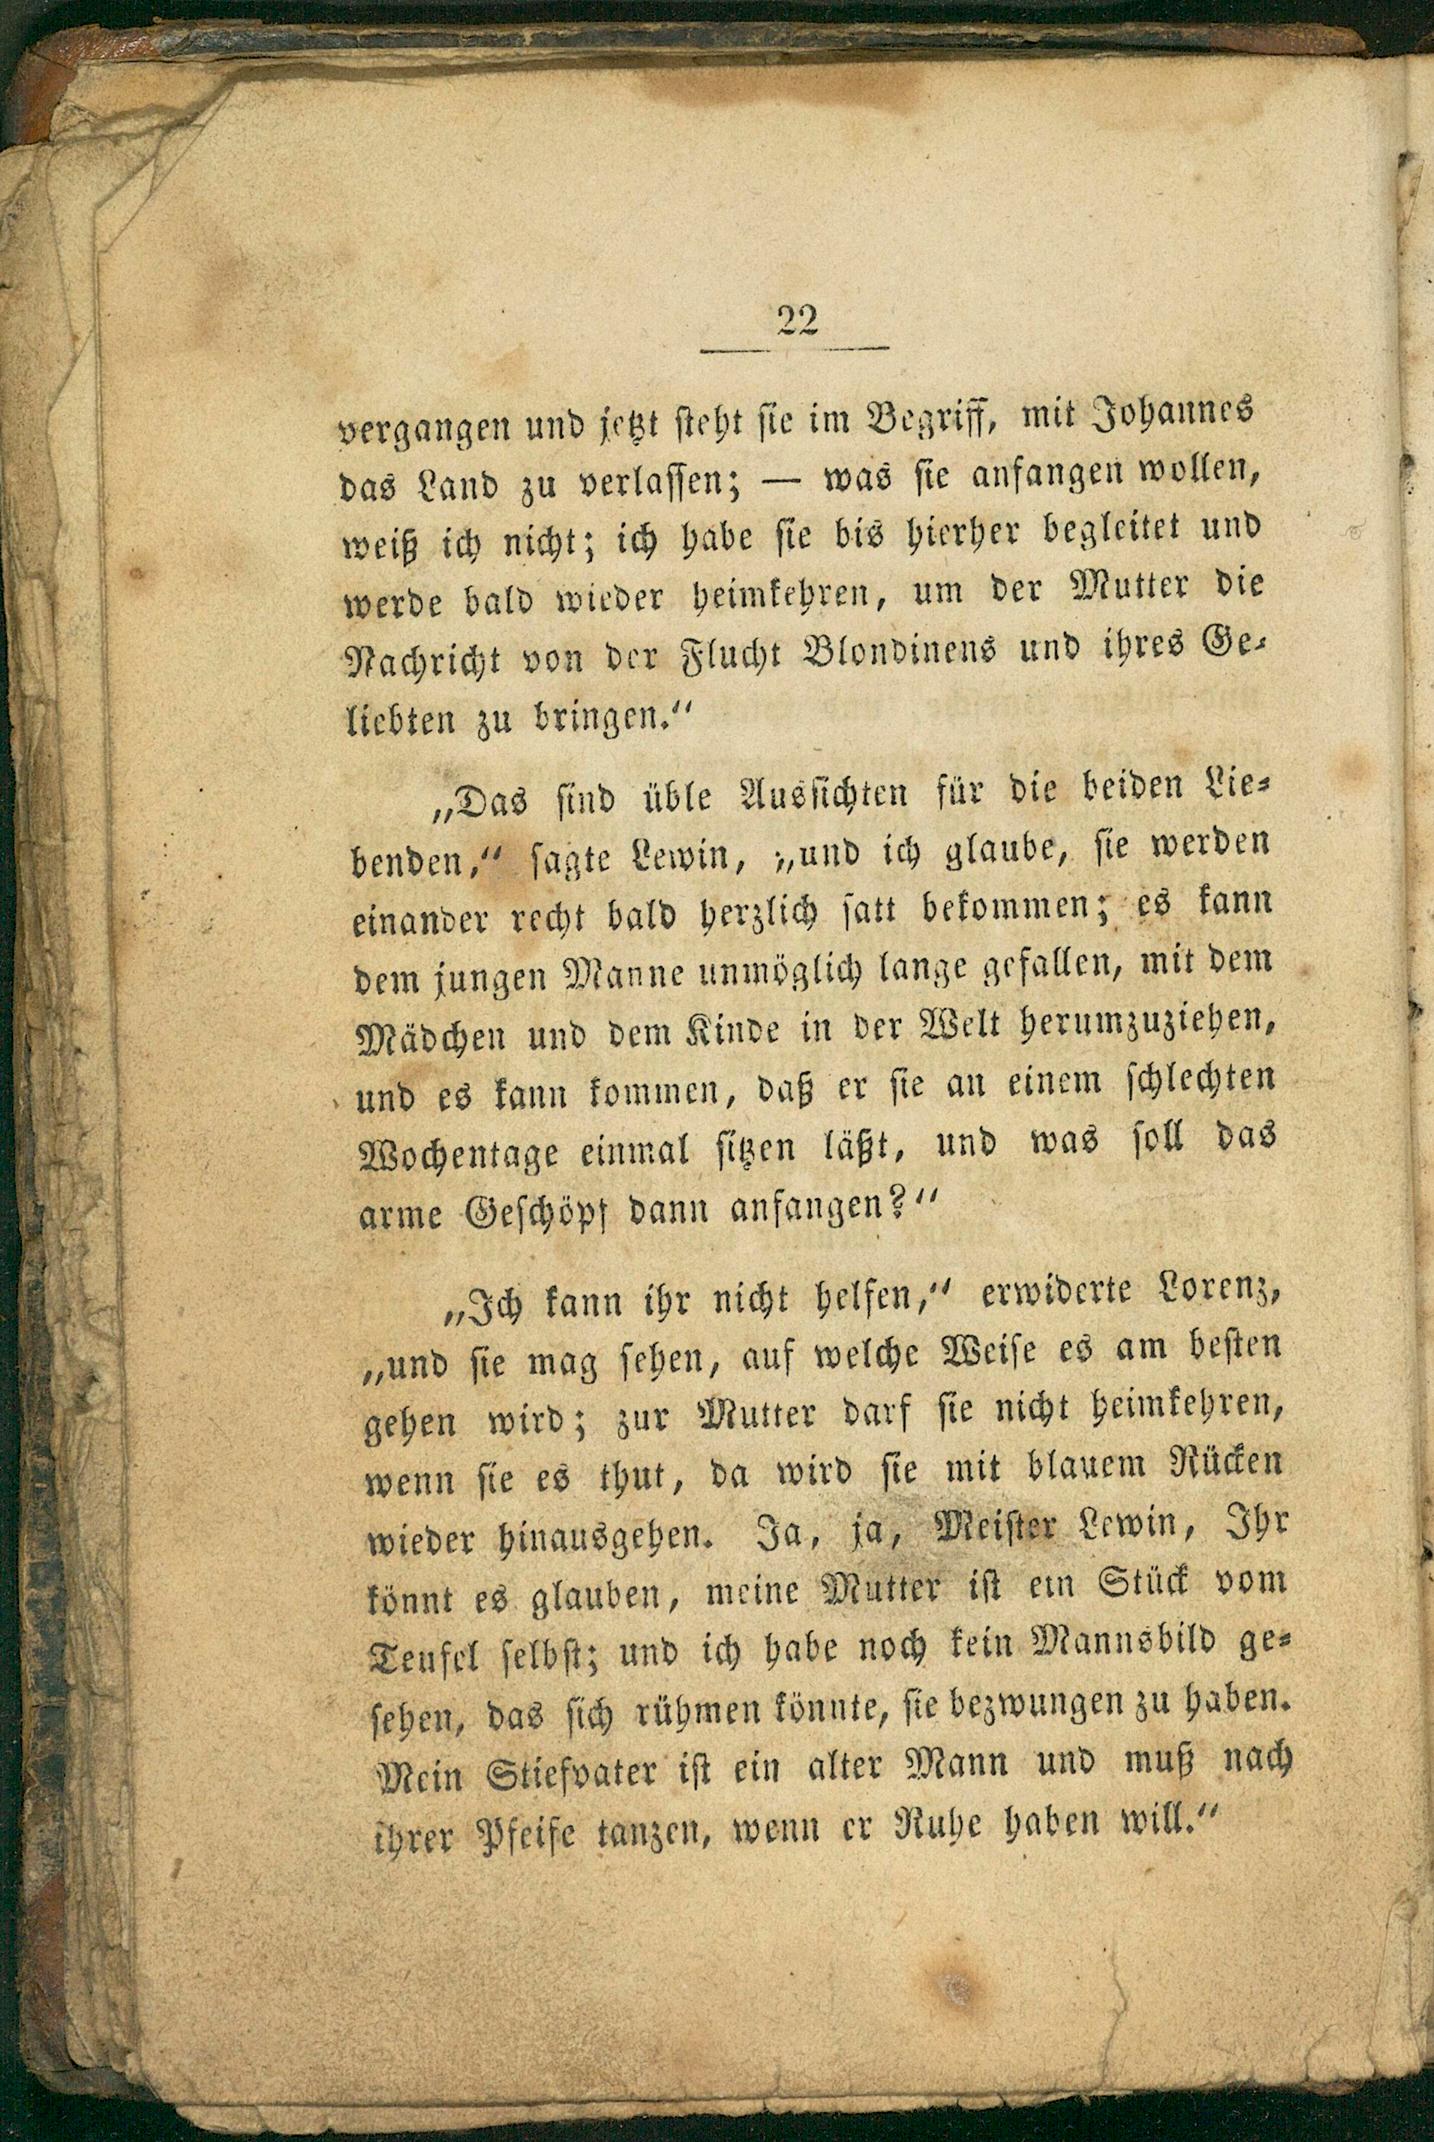 22
vergangen und jetzt steht sie im Begriff, mit Johannes
das Land zu verlassen; — was sie anfangen wollen,
weiß ich nicht; ich habe sie bis hierher begleitet und
werde bald wieder heimkehren, um der Mutter die
Nachricht von der Flucht Blondinens und ihres Ge-
liebten zu bringen.“
„Das sind üble Aussichten für die beiden Lie-
benden,“ sagte Lewin, „und ich glaube, sie werden
einander recht bald herzlich satt bekommen; es kann
dem jungen Manne unmöglich lange gefallen, mit dem
Mädchen und dem Kinde in der Welt herumzuziehen,
und es kann kommen, daß er sie an einem schlechten
Wochentage einmal sitzen läßt, und was soll das
arme Geschöpf dann anfangen?“
„Ich kann ihr nicht helfen,“ erwiderte Lorenz,
„und sie mag sehen, auf welche Weise es am besten
gehen wird; zur Mutter darf sie nicht heimkehren,
wenn sie es thut, da wird sie mit blauem Rücken
wieder hinausgehen. Ja, ja, Meister Lewin, Ihr
könnt es glauben, meine Mutter ist ein Stück vom
Teufel selbst; und ich habe noch kein Mannsbild ge-
sehen, das sich rühmen könnte, sie bezwungen zu haben.
Mein Stiefvater ist ein alter Mann und muß nach
ihrer Pfeife tanzen, wenn er Ruhe haben will.“